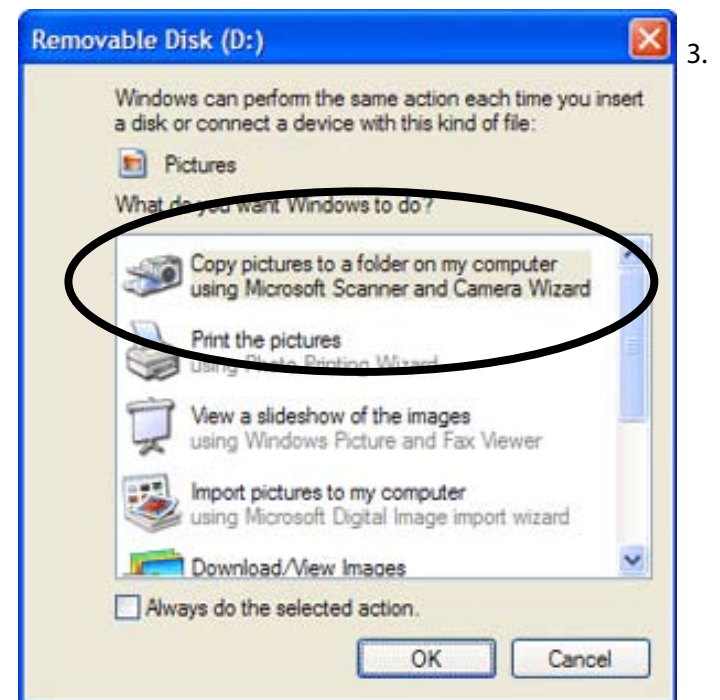 Removable Disk (D:)
3.
Windows can perform the same action each time you insert
a disk or connect a device with this kind of file:
Pictures
What do you want Windows to do?
Copy pictures to a folder on my computer
using Microsoft Scanner and Camera Wizard
Print the pictures
using Photo Printing Wizard
View a slideshow of the images
using Windows Picture and Fax Viewer
Import pictures to my computer
using Microsoft Digital Image import wizard
Download/View Images
Always do the selected action.
OK
Cancel